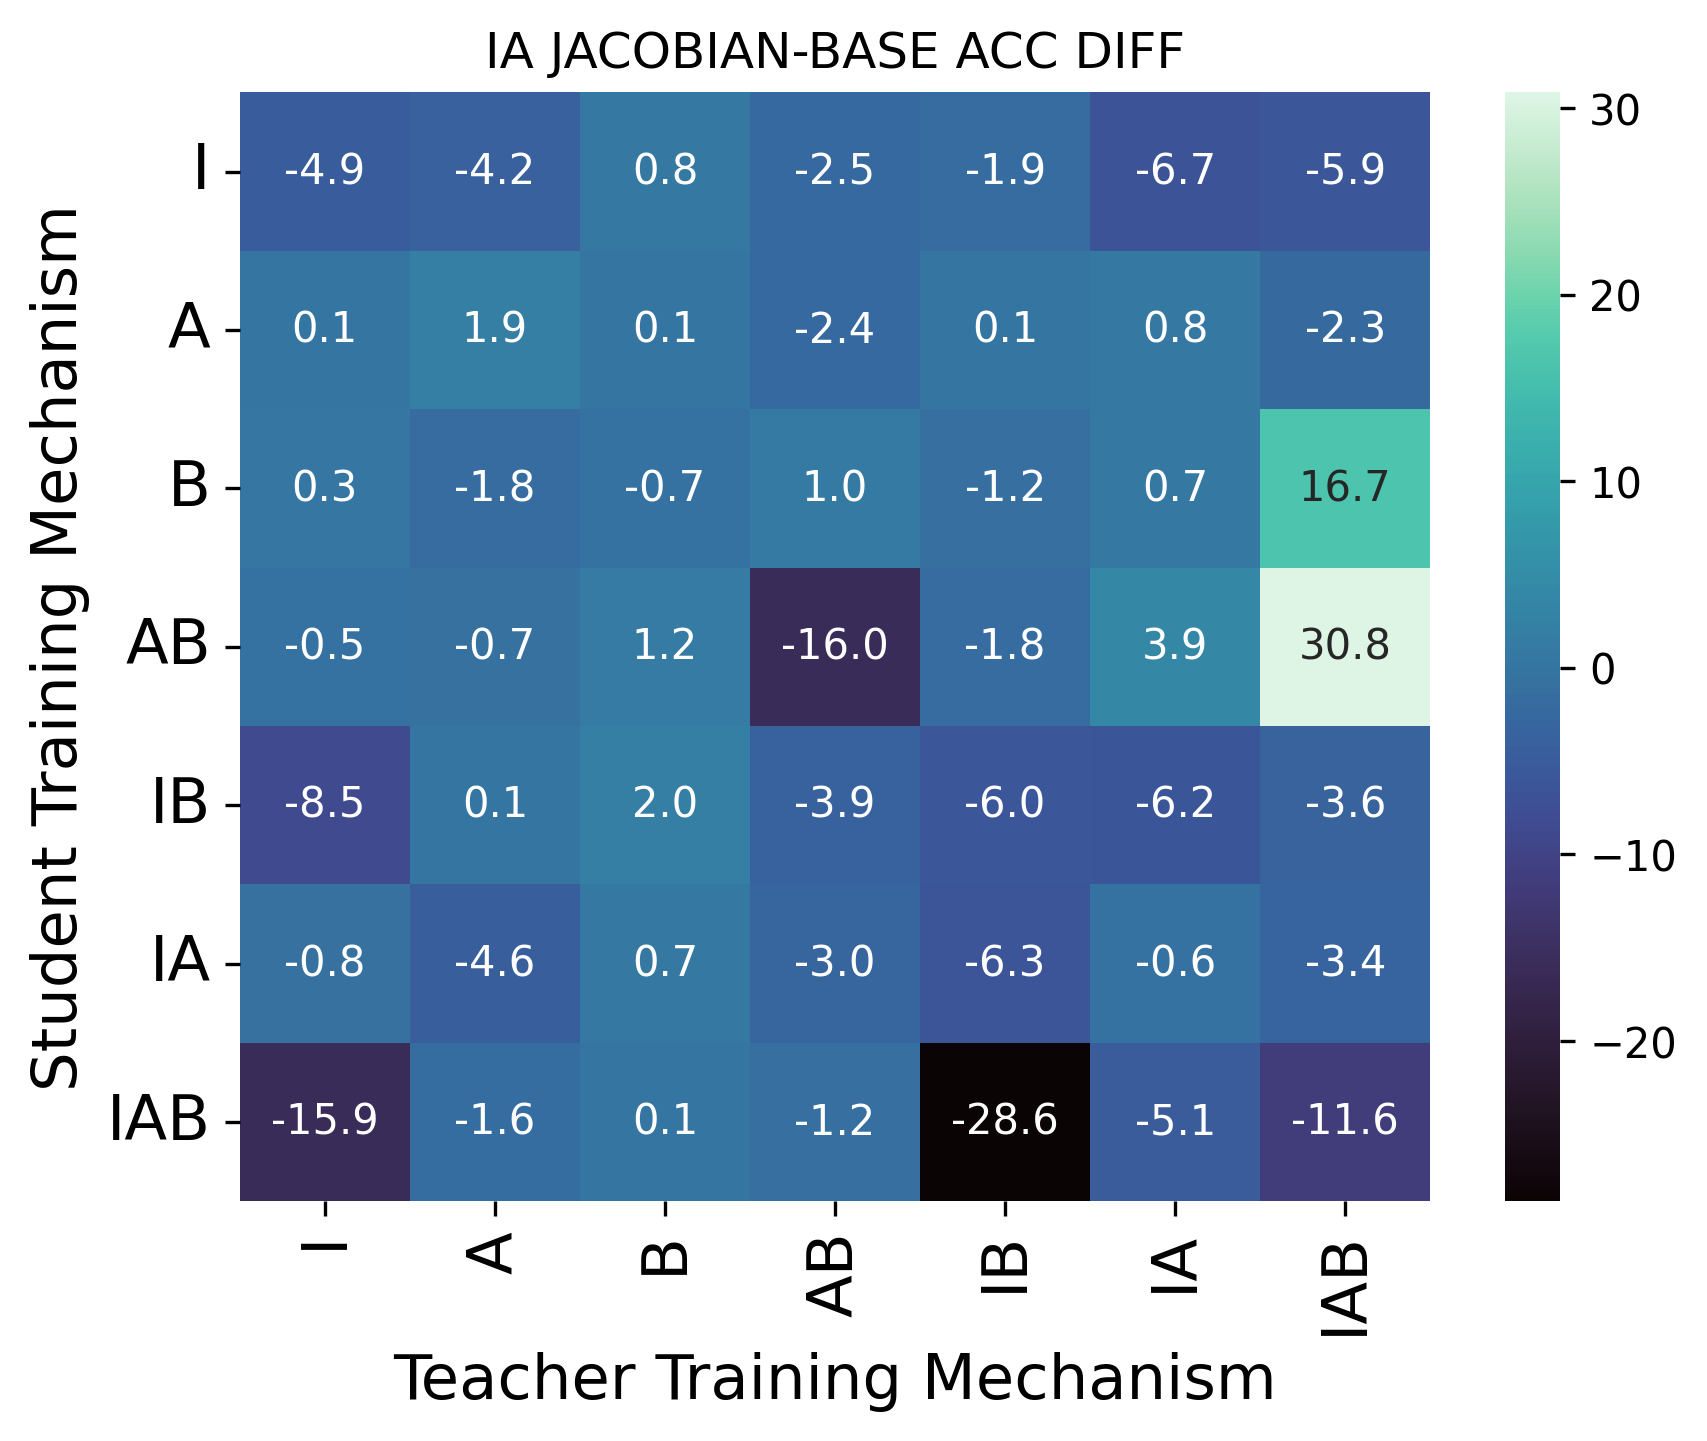 IA JACOBIAN-BASE ACC DIFF
Student Training Mechanism
I -4.9 -4.2 0.8 -2.5 -1.9 -6.7 -5.9
A 0.1 1.9 0.1 -2.4 0.1 0.8 -2.3
B 0.3 -1.8 -0.7 1.0 -1.2 0.7 16.7
AB -0.5 -0.7 1.2 -16.0 -1.8 3.9 30.8
IB -8.5 0.1 2.0 -3.9 -6.0 -6.2 -3.6
IA -0.8 -4.6 0.7 -3.0 -6.3 -0.6 -3.4
IAB -15.9 -1.6 0.1 -1.2 -28.6 -5.1 -11.6
I A B AB IB IA IAB
Teacher Training Mechanism
30
20
10
0
−10
−20